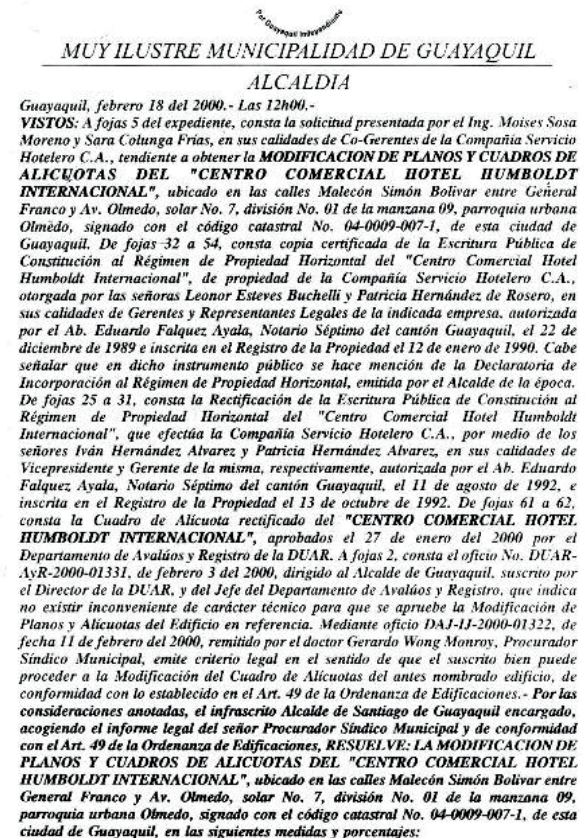 Por Guayaquil Independiente
MUY ILUSTRE MUNICIPALIDAD DE GUAYAQUIL
ALCALDIA
Guayaquil, febrero 18 del 2000.- Las 12h00.-
VISTOS: A fojas 5 del expediente, consta la solicitud presentada por el Ing. Moises Sosa
Moreno y Sara Colunga Frías, en sus calidades de Co-Gerentes de la Compañía Servicio
Hotelero C.A., tendiente a obtener la MODIFICACION DE PLANOS Y CUADROS DE
ALICUOTAS DEL "CENTRO COMERCIAL HOTEL HUMBOLDT
INTERNACIONAL", ubicado en las calles Malecón Simón Bolívar entre General
Franco y Av. Olmedo, solar No. 7, división No. 01 de la manzana 09, parroquia urbana
Olmedo, signado con el código catastral No. 04-0009-007-1, de esta ciudad de
Guayaquil. De fojas 32 a 54, consta copia certificada de la Escritura Pública de
Constitución al Régimen de Propiedad Horizontal del "Centro Comercial Hotel
Humboldt Internacional", de propiedad de la Compañía Servicio Hotelero C.A.,
otorgada por las señoras Leonor Esteves Buchelli y Patricia Hernández de Rosero, en
sus calidades de Gerentes y Representantes Legales de la indicada empresa. autorizada
por el Ab. Eduardo Falquez Ayala, Notario Séptimo del cantón Guayaquil, el 22 de
diciembre de 1989 e inscrita en el Registro de la Propiedad el 12 de enero de 1990. Cabe
señalar que en dicho instrumento público se hace mención de la Declaratoria de
Incorporación al Régimen de Propiedad Horizontal, emitida por el Alcalde de la época.
De fojas 25 a 31, consta la Rectificación de la Escritura Pública de Constitución al
Régimen de Propiedad Horizontal del "Centro Comercial Hotel Humboldt
Internacional", que efectúa la Compañía Servicio Hotelero C.A., por medio de los
señores Iván Hernández Alvarez y Patricia Hernández Alvarez, en sus calidades de
Vicepresidente y Gerente de la misma, respectivamente, autorizada por el Ab. Eduardo
Falquez Ayala, Notario Séptimo del cantón Guayaquil, el 11 de agosto de 1992, e
inscrita en el Registro de la Propiedad el 13 de octubre de 1992. De fojas 61 a 62,
consta la Cuadro de Alícuota rectificado del "CENTRO COMERCIAL HOTEL
HUMBOLDT INTERNACIONAL", aprobados el 27 de enero del 2000 por el
Departamento de Avalúos y Registro de la DUAR. A fojas 2, consta el oficio No. DUAR-
AyR-2000-01331, de febrero 3 del 2000, dirigido al Alcalde de Guayaquil, suscrito por
el Director de la DUAR, y del Jefe del Departamento de Avalúos y Registro, que indica
no existir inconveniente de carácter técnico para que se apruebe la Modificación de
Planos y Alícuotas del Edificio en referencia. Mediante oficio DAJ-IJ-2000-01322, de
fecha 11 de febrero del 2000, remitido por el doctor Gerardo Wong Monroy, Procurador
Síndico Municipal, emite criterio legal en el sentido de que el suscrito bien puede
proceder a la Modificación del Cuadro de Alícuotas del antes nombrado edificio, de
conformidad con lo establecido en el Art. 49 de la Ordenanza de Edificaciones.- Por las
consideraciones anotadas, el infrascrito Alcalde de Santiago de Guayaquil encargado,
acogiendo el informe legal del señor Procurador Síndico Municipal y de conformidad
con el Art. 49 de la Ordenanza de Edificaciones, RESUELVE: LA MODIFICACION DE
PLANOS Y CUADROS DE ALICUOTAS DEL "CENTRO COMERCIAL HOTEL
HUMBOLDT INTERNACIONAL", ubicado en las calles Malecón Simón Bolívar entre
General Franco y Av. Olmedo, solar No. 7, división No. 01 de la manzana 09,
parroquia urbana Olmedo, signado con el código catastral No. 04-0009-007-1, de esta
ciudad de Guayaquil, en las siguientes medidas y porcentajes: